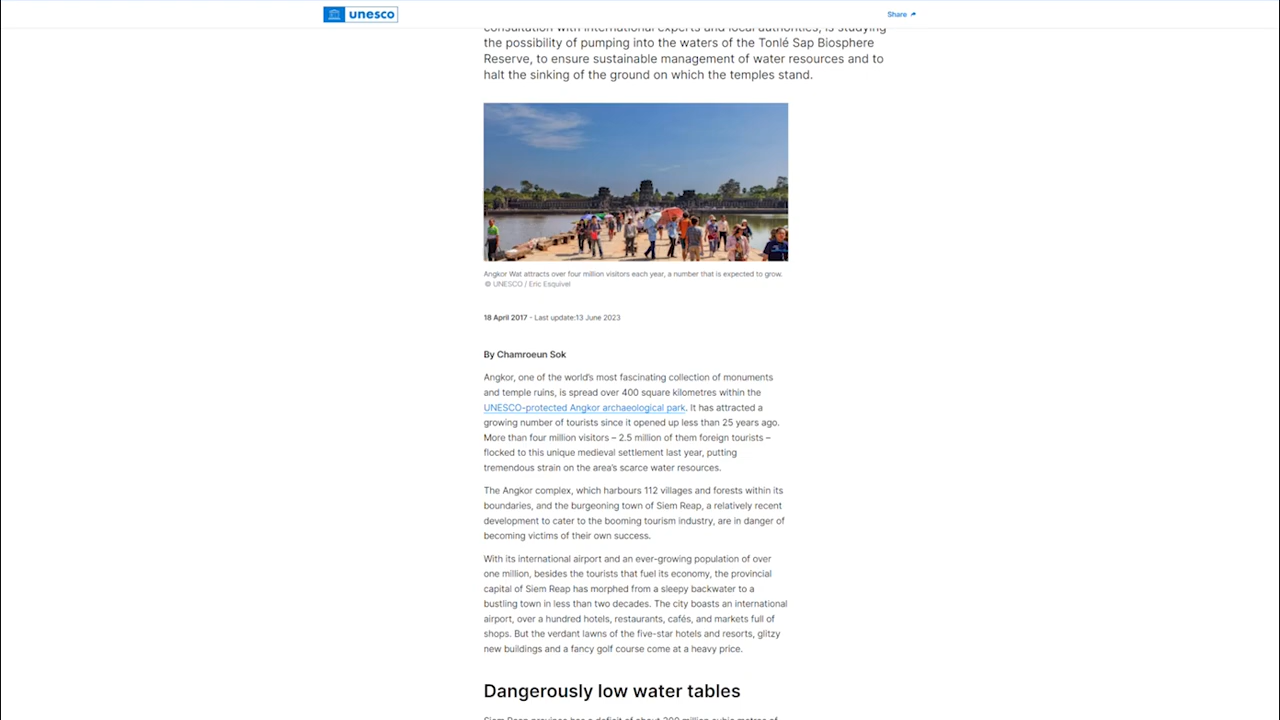 unesco
Share
consultation with international experts and local authorities, is studying
the possibility of pumping into the waters of the Tonlé Sap Biosphere
Reserve, to ensure sustainable management of water resources and to
halt the sinking of the ground on which the temples stand.
Angkor Wat attracts over four million visitors each year, a number that is expected to grow.
© UNESCO / Eric Esquivel
18 April 2017 - Last update:13 June 2023
By Chamroeun Sok
Angkor, one of the world's most fascinating collection of monuments
and temple ruins, is spread over 400 square kilometres within the
UNESCO-protected Angkor archaeological park. It has attracted a
growing number of tourists since it opened up less than 25 years ago.
More than four million visitors – 2.5 million of them foreign tourists –
flocked to this unique medieval settlement last year, putting
tremendous strain on the area's scarce water resources.
The Angkor complex, which harbours 112 villages and forests within its
boundaries, and the burgeoning town of Siem Reap, a relatively recent
development to cater to the booming tourism industry, are in danger of
becoming victims of their own success.
With its international airport and an ever-growing population of over
one million, besides the tourists that fuel its economy, the provincial
capital of Siem Reap has morphed from a sleepy backwater to a
bustling town in less than two decades. The city boasts an international
airport, over a hundred hotels, restaurants, cafés, and markets full of
shops. But the verdant lawns of the five-star hotels and resorts, glitzy
new buildings and a fancy golf course come at a heavy price.
Dangerously low water tables
Siem Reap province has a deficit of about 300 million cubic metres of